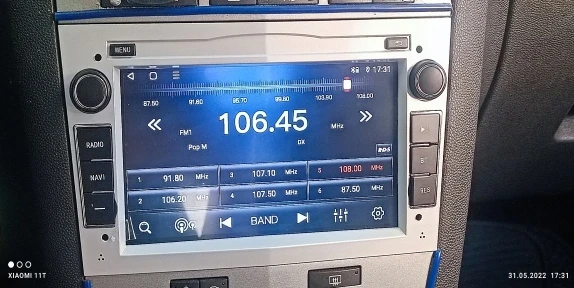 MENU
17:31
87.50 91.60 95.70 99.80 103.90 108.00
FM1 106.45 MHz
Pop M DX
RDS
1 91.80 MHz 3 107.10 MHz 5 108.00 MHz
2 106.20 MHz 4 107.50 MHz 6 87.50 MHz
BAND
RADIO
NAVI
RES
XIAOMI 11T
31.05.2022 17:31